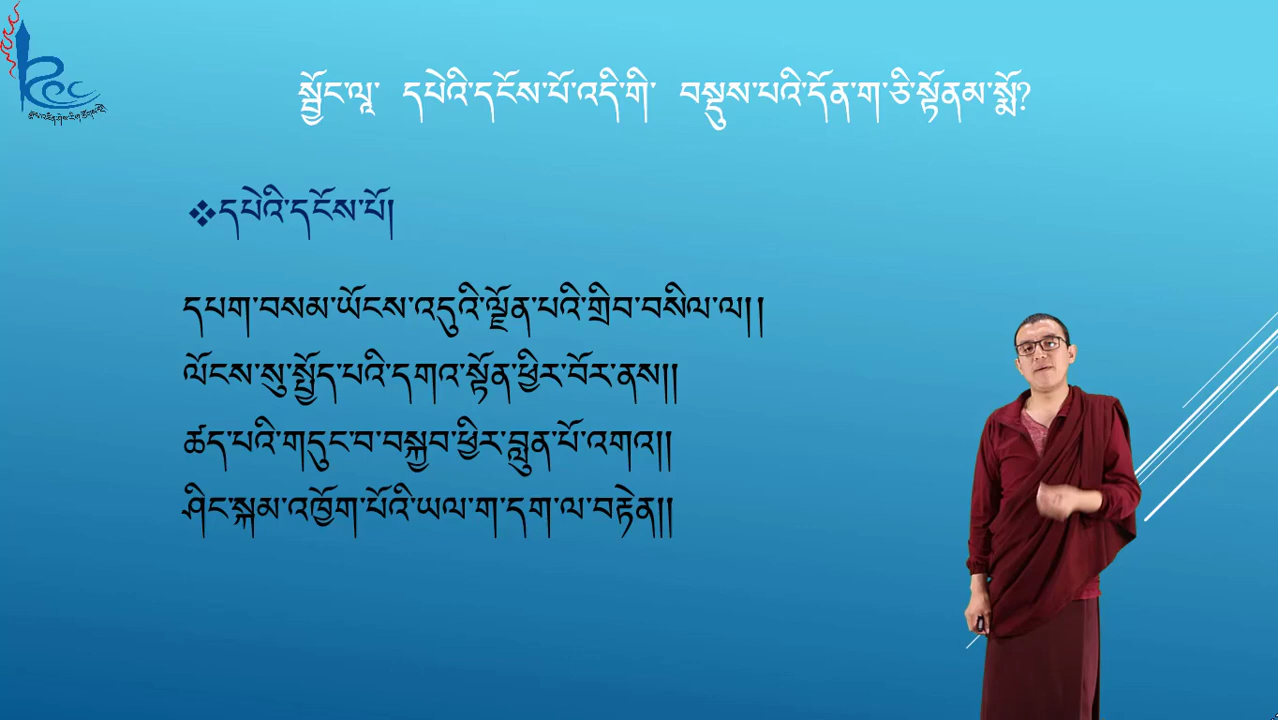 སྦྱོང་ལཱ་ དཔེའི་དངོས་པོ་འདི་གི་ བསྡུས་པའི་དོན་ག་ཅི་སྟོནམ་སྨོ?
❖དཔེའི་དངོས་པོ།
དཔག་བསམ་ཡོངས་འདུའི་ལྗོན་པའི་གྲིབ་བསིལ་ལ།།
ལོངས་སུ་སྤྱོད་པའི་དགའ་སྟོན་ཕྱིར་བོར་ནས།།
ཚད་པའི་གདུང་བ་བསྐྱབ་ཕྱིར་བླུན་པོ་འགའ།།
ཤིང་སྐམ་འཁྱོག་པོའི་ཡལ་ག་དག་ལ་བརྟེན།།